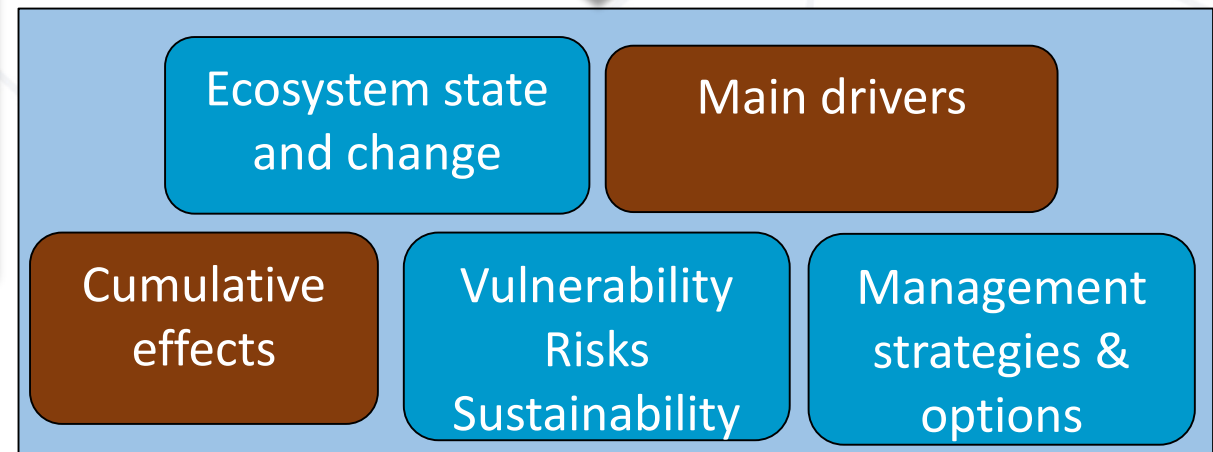 Ecosystem state
and change
Main drivers
Cumulative
effects
Vulnerability
Risks
Sustainability
Management
strategies &
options